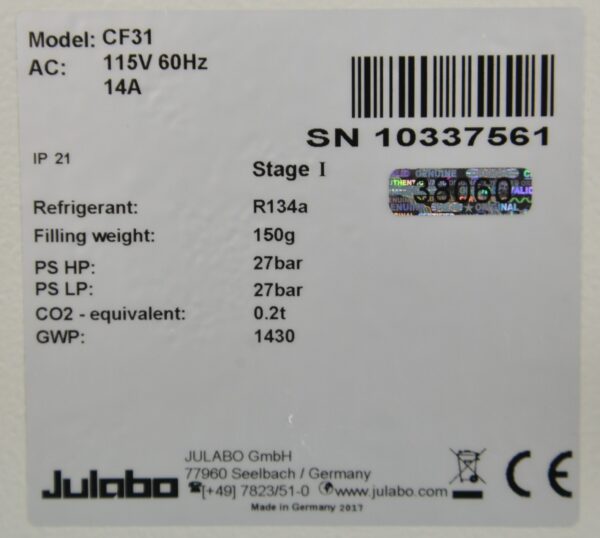 Model: CF31
AC: 115V 60Hz
14A
SN 10337561
IP 21
Stage I
38060
Refrigerant: R134a
Filling weight: 150g
PS HP: 27bar
PS LP: 27bar
CO2 - equivalent: 0.2t
GWP: 1430
JULABO GmbH
77960 Seelbach / Germany
Julabo ☎[+49] 7823/51-0 www.julabo.com
CE
Made in Germany 2017